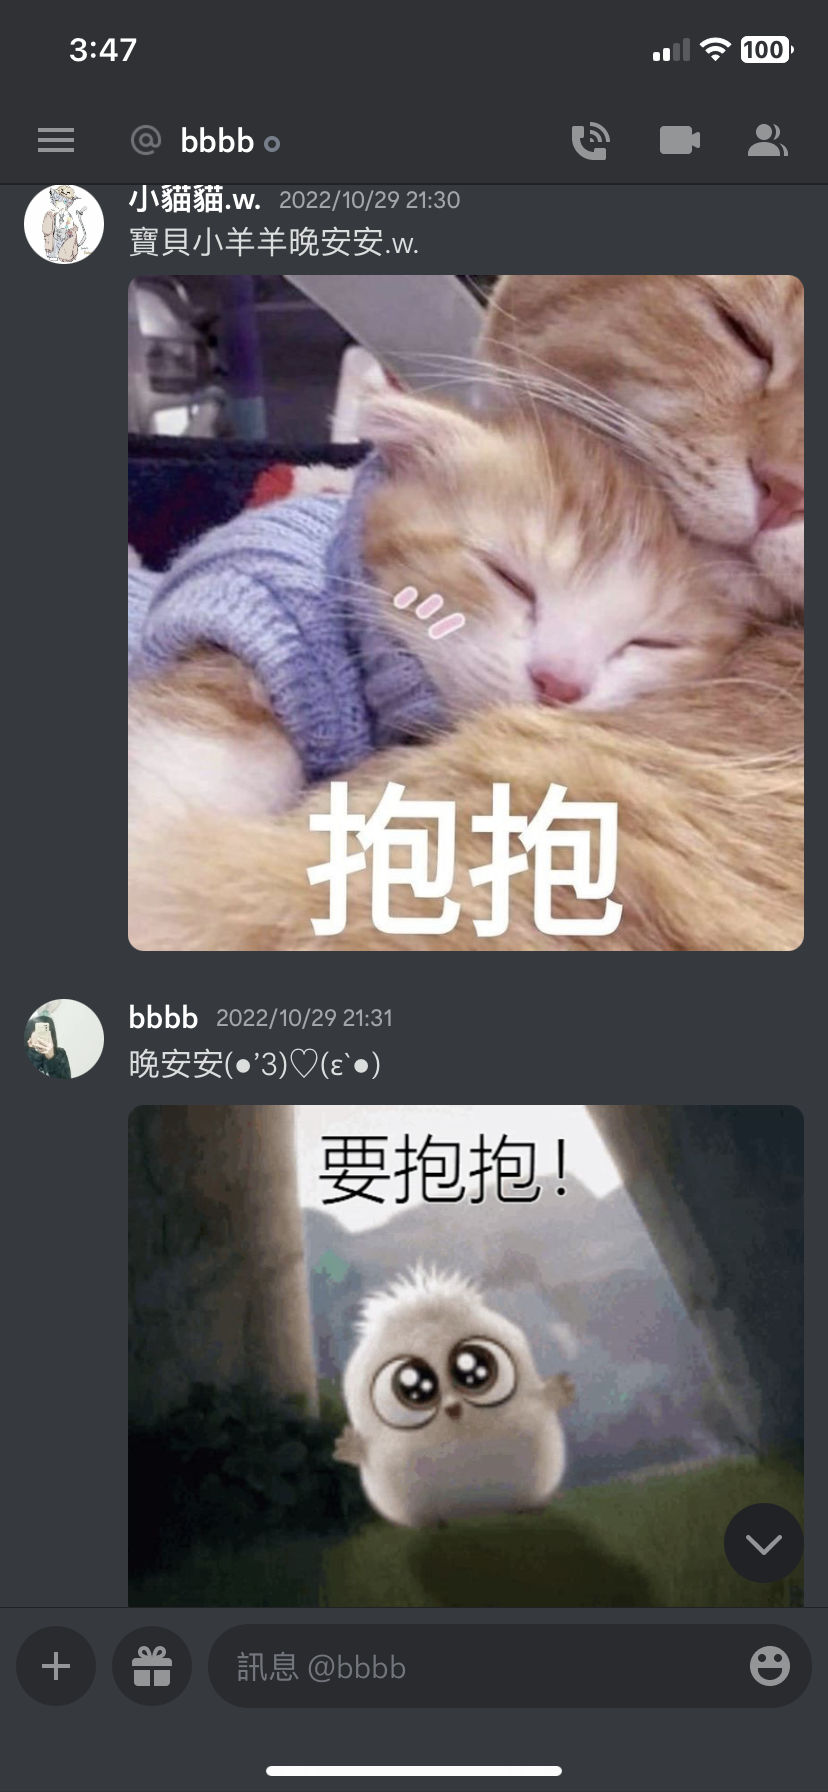 3:47
100
@ bbbb
小貓貓.w. 2022/10/29 21:30
寶貝小羊羊晚安安.w.
抱抱
bbbb 2022/10/29 21:31
晚安安(●’3)♡(ε`●)
要抱抱！
訊息 @bbbb